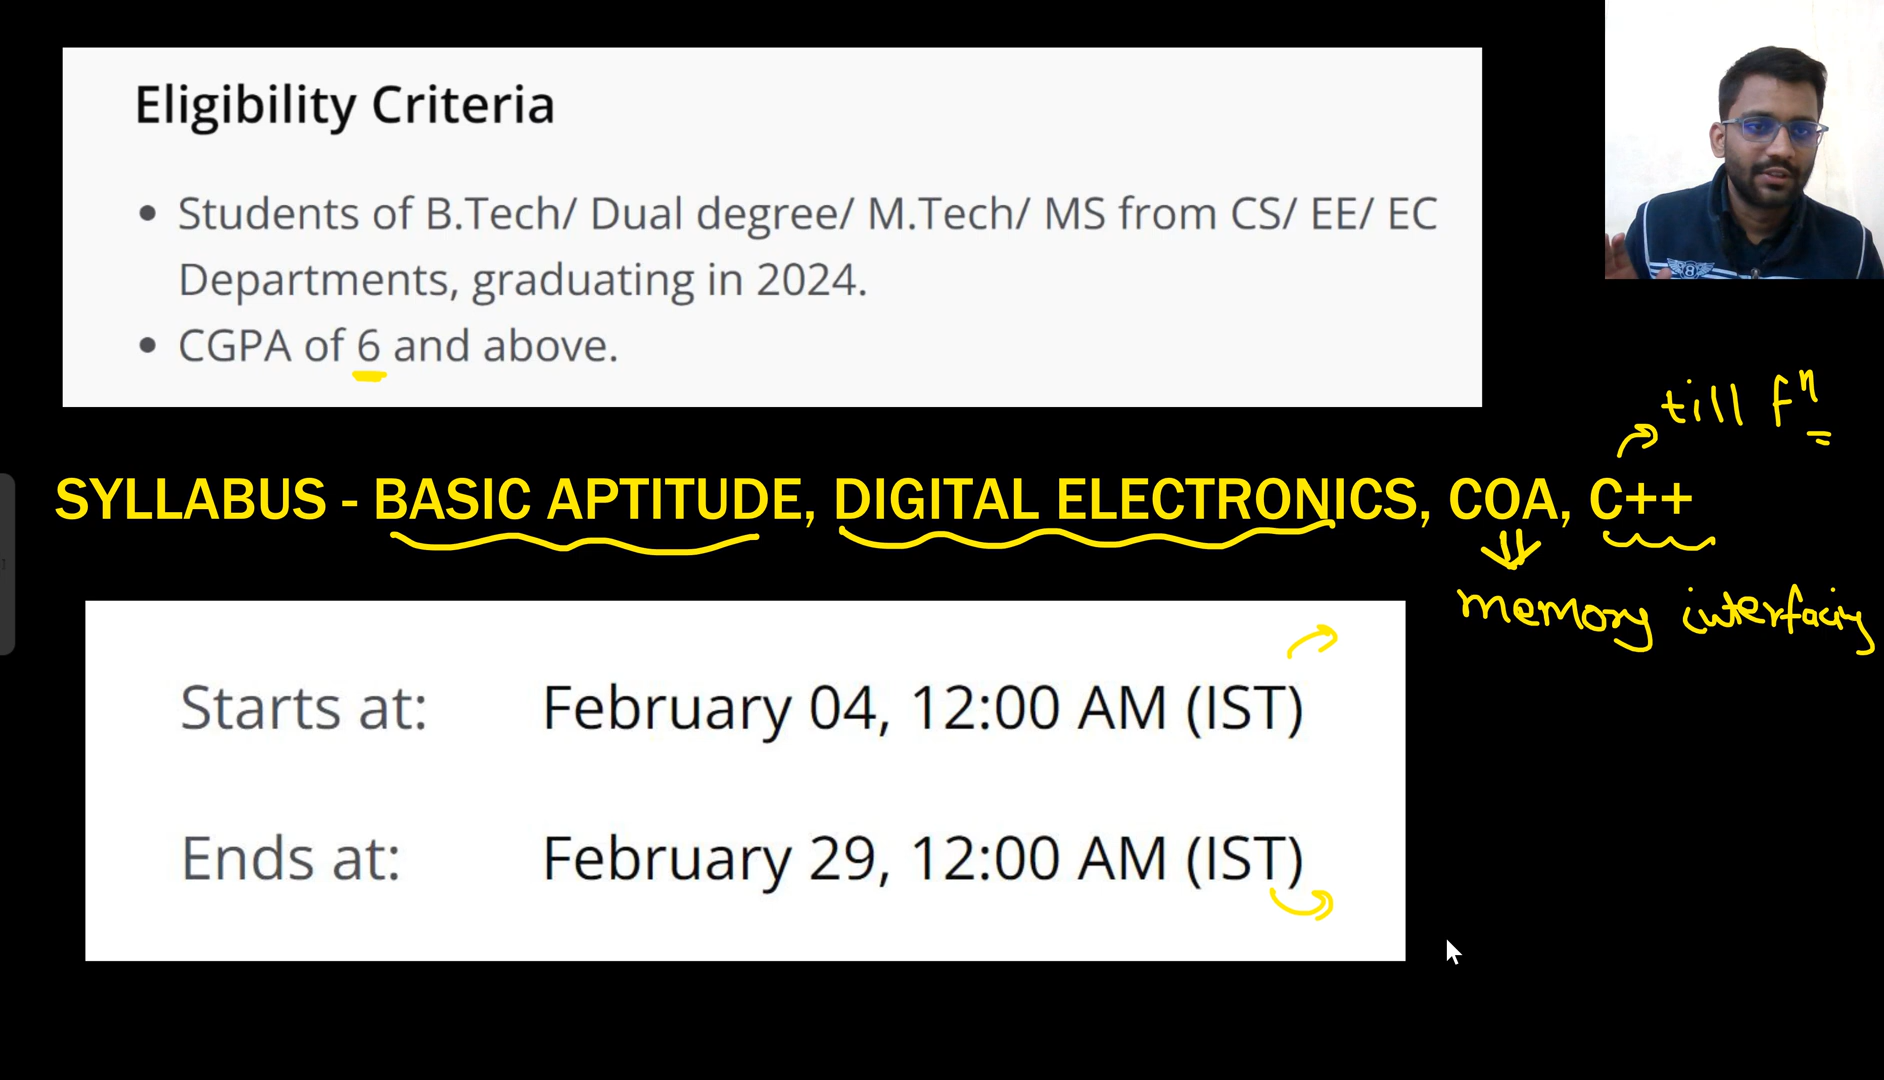 Eligibility Criteria
• Students of B.Tech/ Dual degree/ M.Tech/ MS from CS/ EE/ EC
Departments, graduating in 2024.
• CGPA of 6 and above.
till fⁿ
SYLLABUS - BASIC APTITUDE, DIGITAL ELECTRONICS, COA, C++
memory interfacing
Starts at: February 04, 12:00 AM (IST)
Ends at: February 29, 12:00 AM (IST)